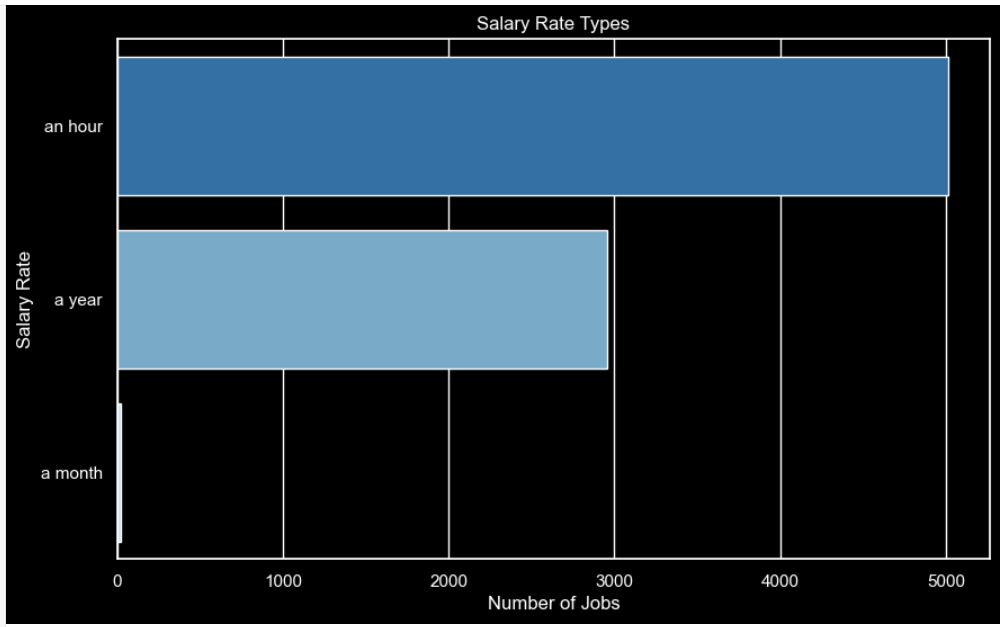 Salary Rate Types
an hour
a year
a month
Salary Rate
0 1000 2000 3000 4000 5000
Number of Jobs